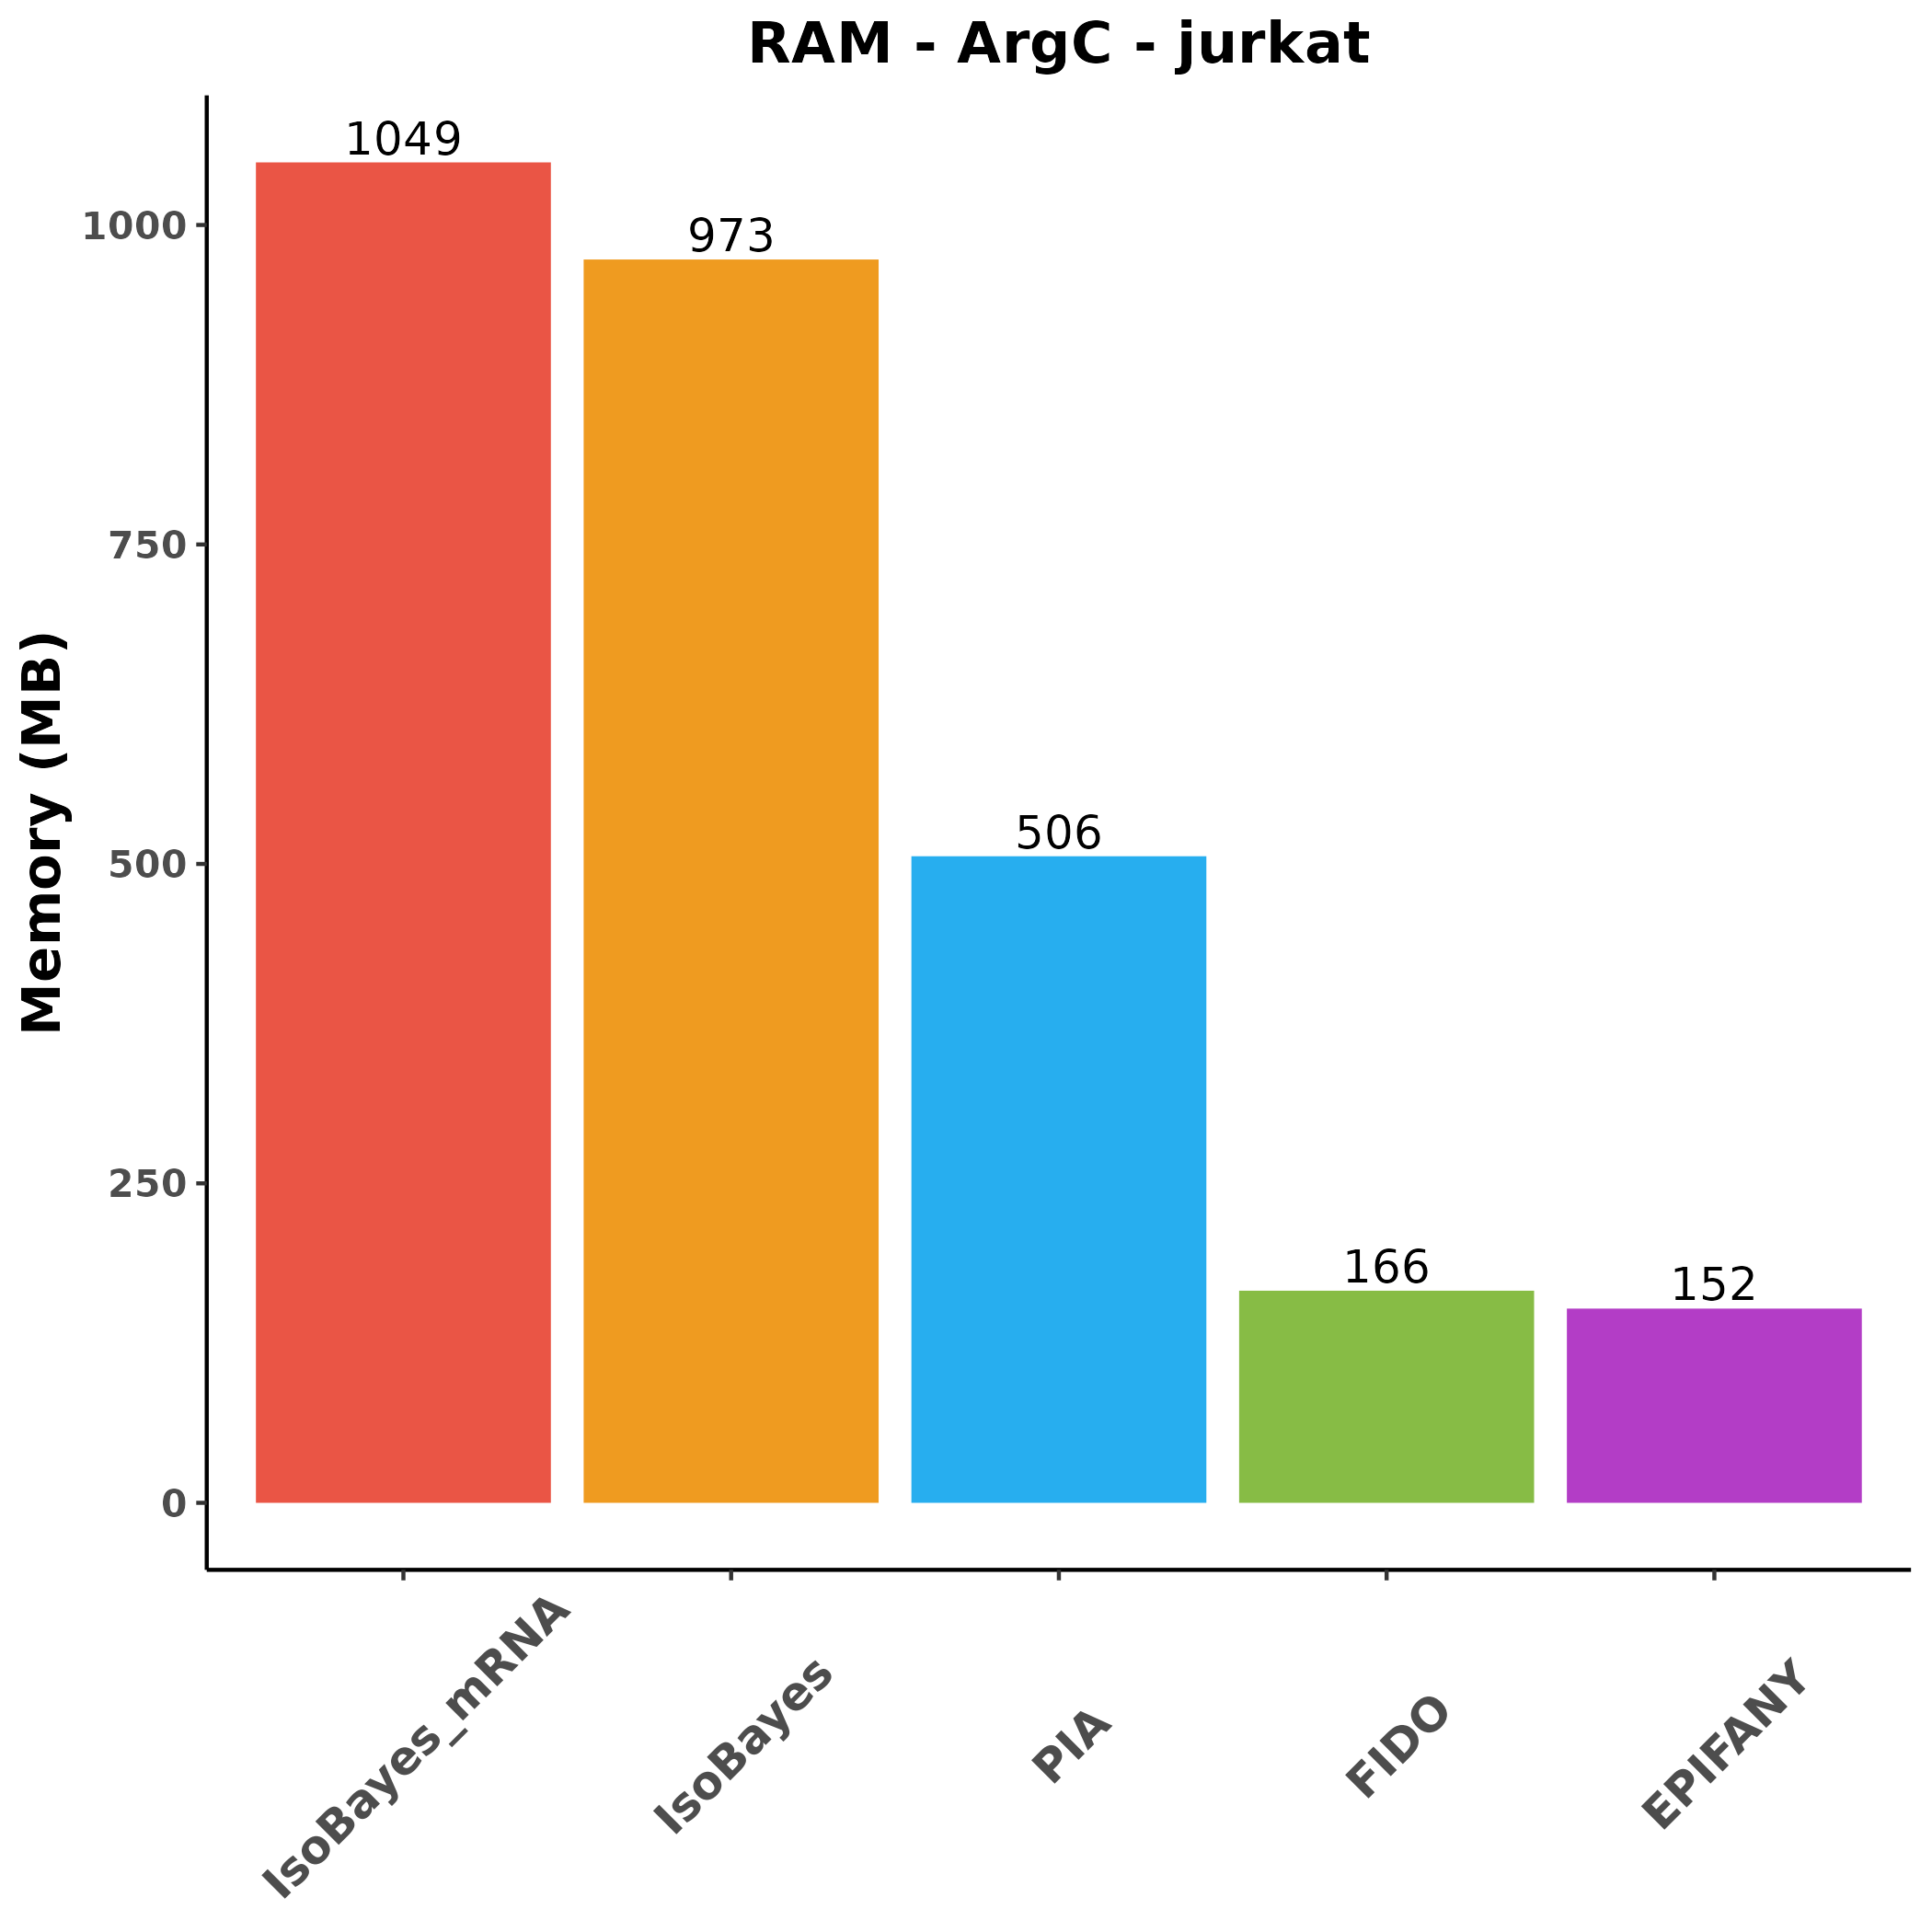 RAM - ArgC - jurkat
Memory (MB)
1000
750
500
250
0
1049
973
506
166
152
IsoBayes_mRNA
IsoBayes
PIA
FIDO
EPIFANY